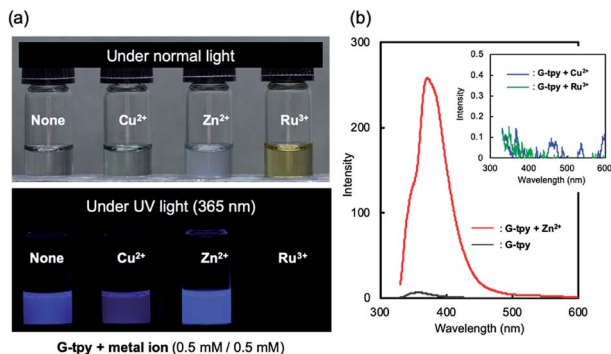 (a)
Under normal light
None Cu²⁺ Zn²⁺ Ru³⁺
Under UV light (365 nm)
None Cu²⁺ Zn²⁺ Ru³⁺
G-tpy + metal ion (0.5 mM / 0.5 mM)
(b)
300
200
100
0
Intensity
300 400 500 600
Wavelength (nm)
: G-tpy + Zn²⁺
: G-tpy
0.5
0.4
0.3
0.2
0.1
0
Intensity
: G-tpy + Cu²⁺
: G-tpy + Ru³⁺
300 400 500 600
Wavelength (nm)